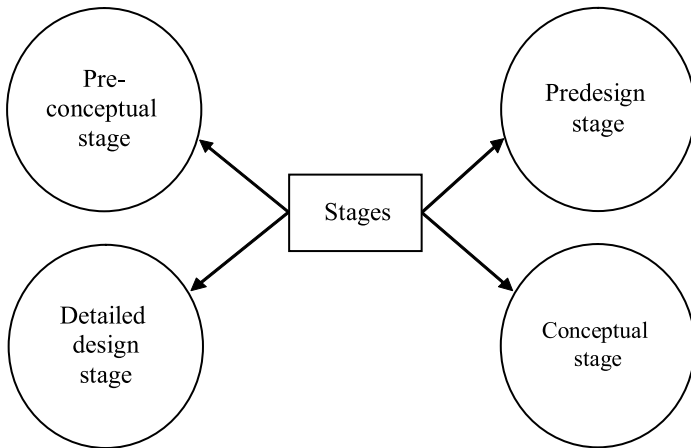 Pre-
conceptual
stage
Predesign
stage
Stages
Detailed
design
stage
Conceptual
stage